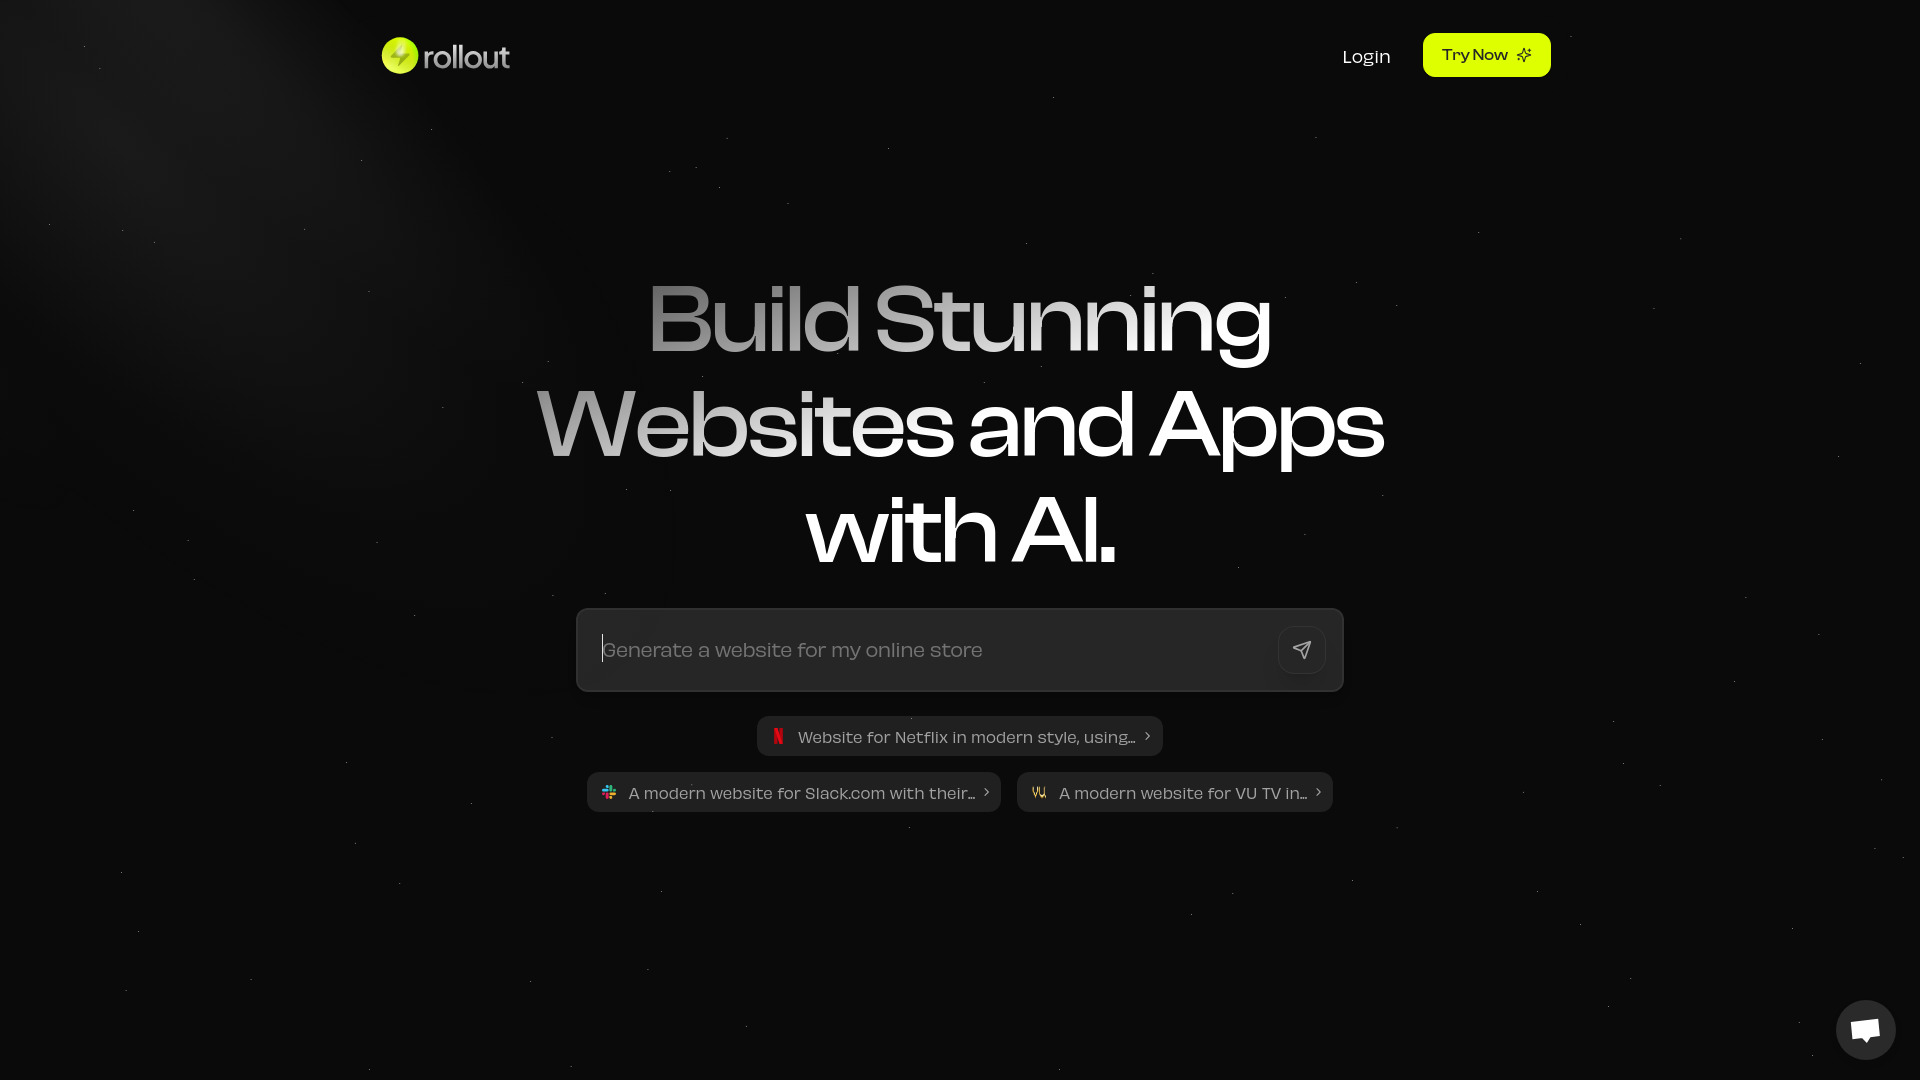 rollout
Login
Try Now
Build Stunning
Websites and Apps
with AI.
Generate a website for my online store
Website for Netflix in modern style, using...
A modern website for Slack.com with their...
A modern website for VU TV in...